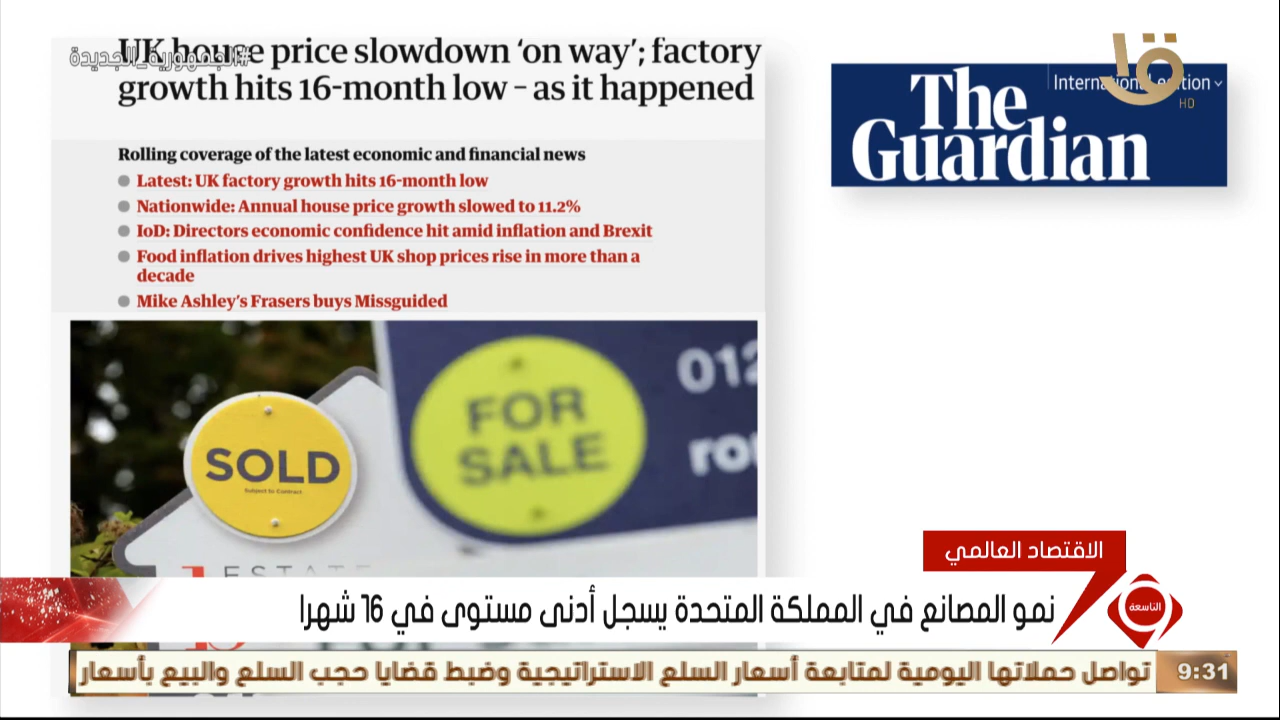 #الجمهورية_الجديدة
UK house price slowdown ‘on way’; factory
growth hits 16-month low – as it happened
Rolling coverage of the latest economic and financial news
Latest: UK factory growth hits 16-month low
Nationwide: Annual house price growth slowed to 11.2%
IoD: Directors economic confidence hit amid inflation and Brexit
Food inflation drives highest UK shop prices rise in more than a
decade
Mike Ashley’s Frasers buys Missguided
The
Guardian
International edition
HD
SOLD
Subject to Contract
FOR
SALE
012
ESTATE
الاقتصاد العالمي
نمو المصانع في المملكة المتحدة يسجل أدنى مستوى في 16 شهرا
التاسعة
تواصل حملاتها اليومية لمتابعة أسعار السلع الاستراتيجية وضبط قضايا حجب السلع والبيع بأسعار
9:31